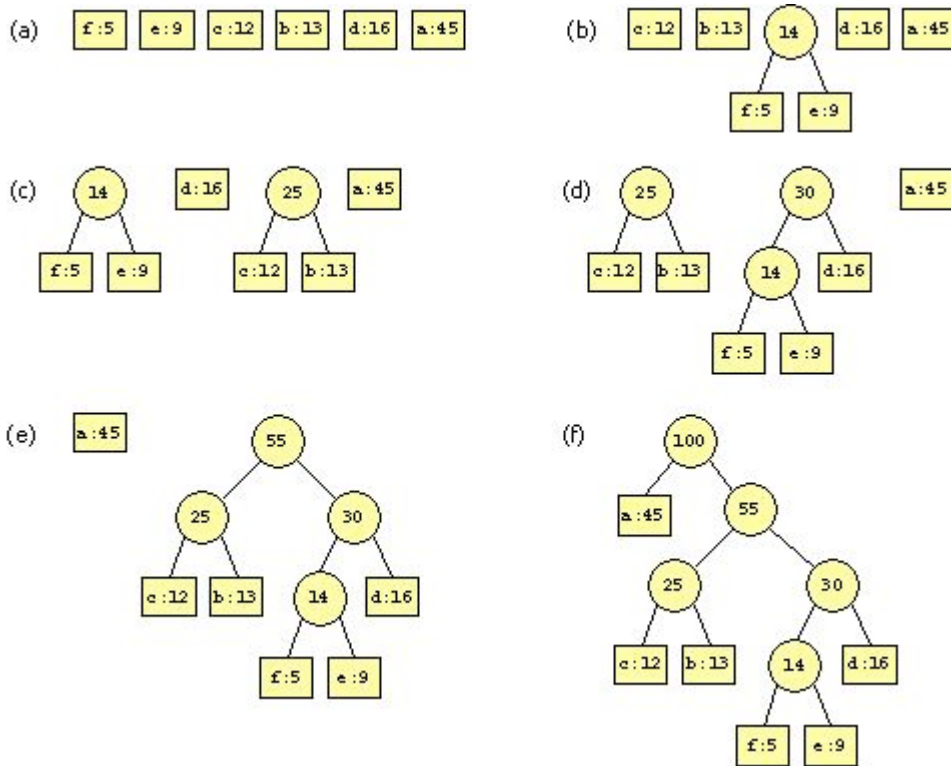 (a) f:5 e:9 c:12 b:13 d:16 a:45
(b) c:12 b:13 14 d:16 a:45
f:5 e:9
(c) 14 d:16 25 a:45
f:5 e:9 c:12 b:13
(d) 25 30 a:45
c:12 b:13 14 d:16
f:5 e:9
(e) a:45 55
25 30
c:12 b:13 14 d:16
f:5 e:9
(f) 100
a:45 55
25 30
c:12 b:13 14 d:16
f:5 e:9